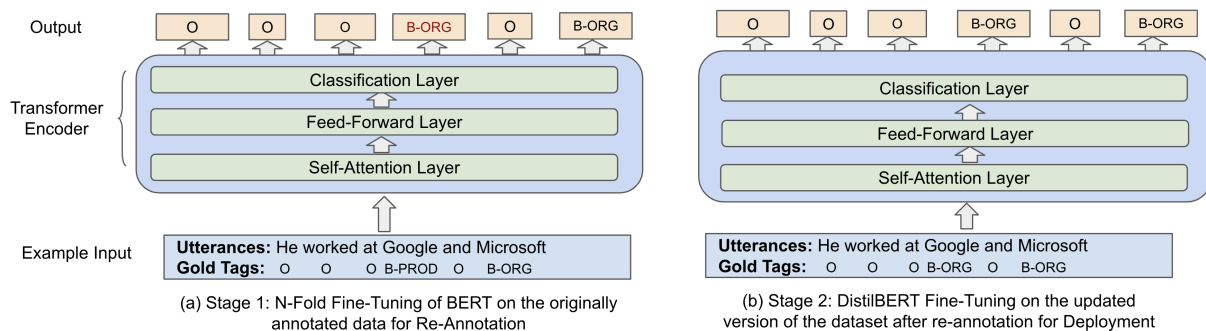 Output
O O O B-ORG O B-ORG
Transformer
Encoder
Classification Layer
Feed-Forward Layer
Self-Attention Layer
Example Input
Utterances: He worked at Google and Microsoft
Gold Tags: O O O B-PROD O B-ORG
(a) Stage 1: N-Fold Fine-Tuning of BERT on the originally
annotated data for Re-Annotation
O O O B-ORG O B-ORG
Classification Layer
Feed-Forward Layer
Self-Attention Layer
Utterances: He worked at Google and Microsoft
Gold Tags: O O O B-ORG O B-ORG
(b) Stage 2: DistilBERT Fine-Tuning on the updated
version of the dataset after re-annotation for Deployment